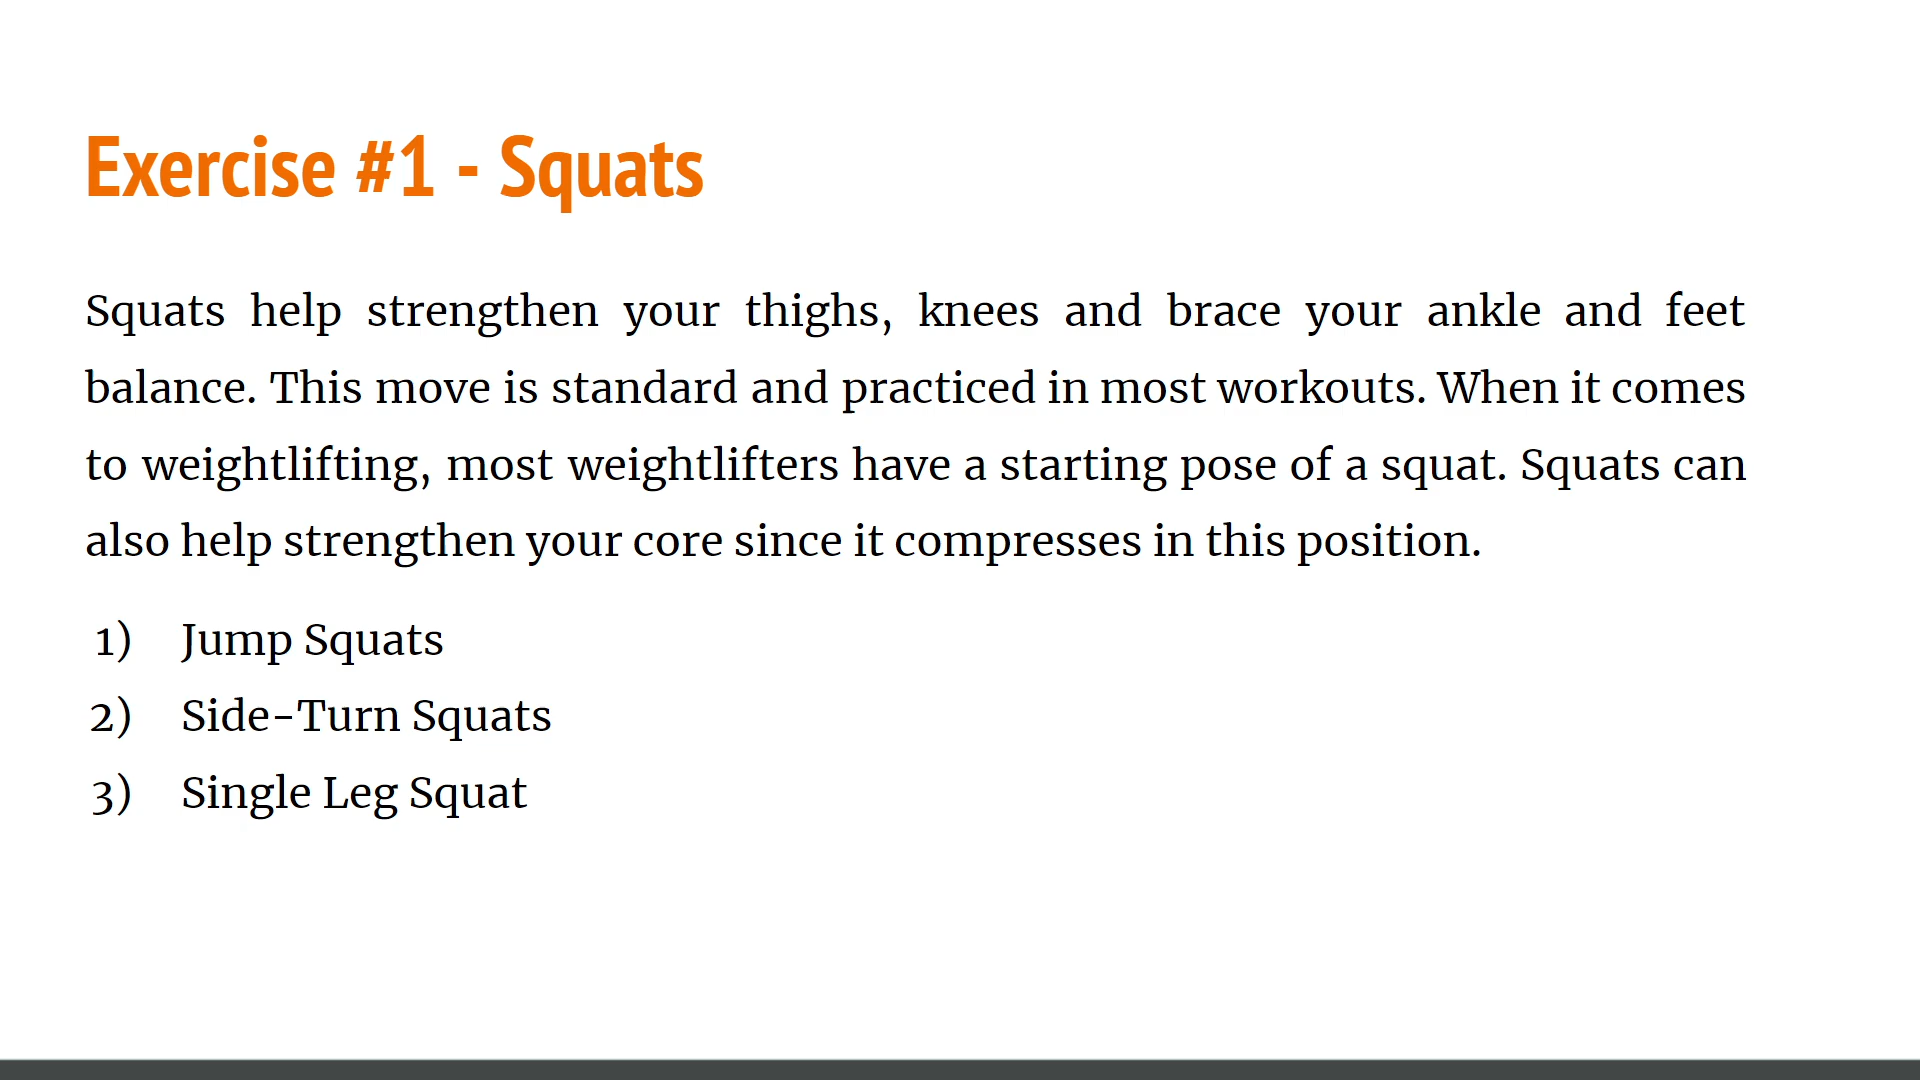 Exercise #1 - Squats
Squats help strengthen your thighs, knees and brace your ankle and feet
balance. This move is standard and practiced in most workouts. When it comes
to weightlifting, most weightlifters have a starting pose of a squat. Squats can
also help strengthen your core since it compresses in this position.
1) Jump Squats
2) Side-Turn Squats
3) Single Leg Squat